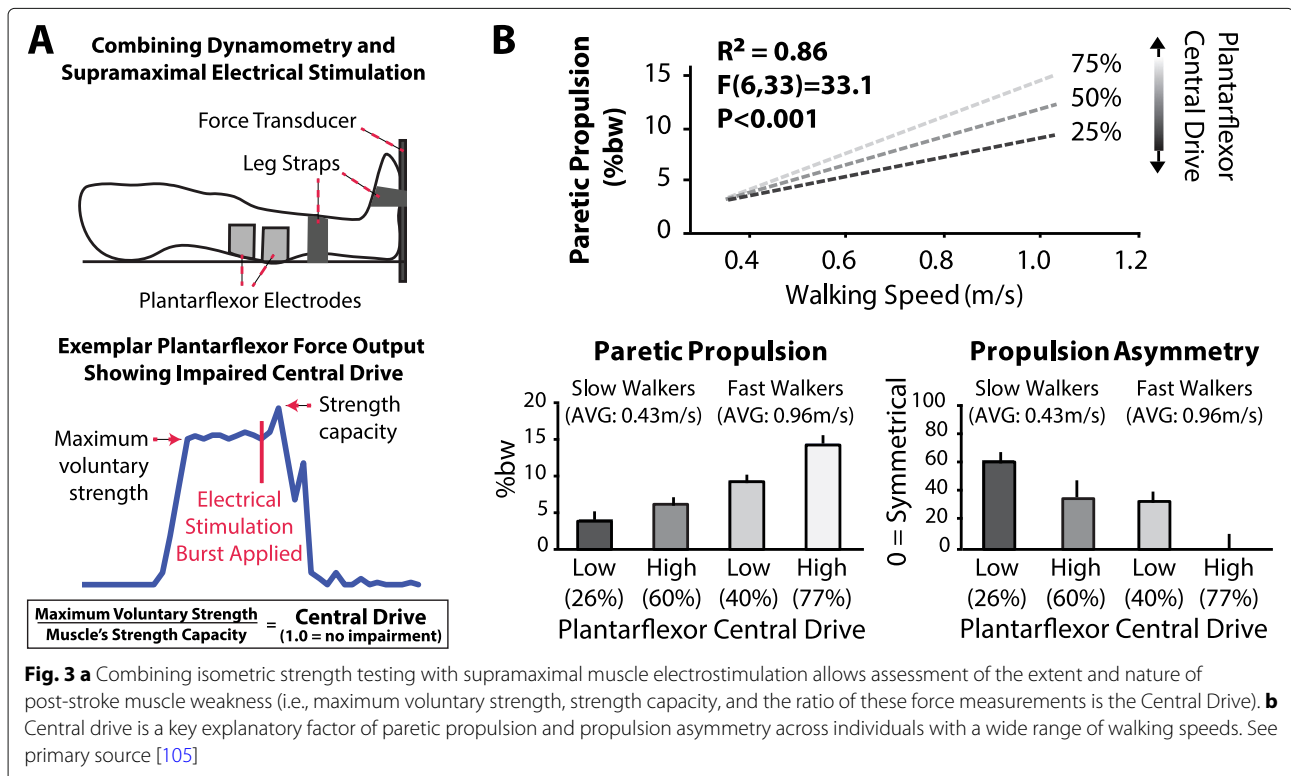 A
Combining Dynamometry and
Supramaximal Electrical Stimulation
Force Transducer
Leg Straps
Plantarflexor Electrodes
Exemplar Plantarflexor Force Output
Showing Impaired Central Drive
Maximum
voluntary
strength
Strength
capacity
Electrical
Stimulation
Burst Applied
Maximum Voluntary Strength
Muscle's Strength Capacity
=
Central Drive
(1.0 = no impairment)
B
R² = 0.86
F(6,33)=33.1
P<0.001
Paretic Propulsion
(%bw)
15
10
5
0
0.4 0.6 0.8 1.0 1.2
Walking Speed (m/s)
75%
50%
25%
Plantarflexor
Central Drive
Paretic Propulsion
Slow Walkers Fast Walkers
(AVG: 0.43m/s) (AVG: 0.96m/s)
%bw
20
15
10
5
0
Low High Low High
(26%) (60%) (40%) (77%)
Plantarflexor Central Drive
Propulsion Asymmetry
Slow Walkers Fast Walkers
(AVG: 0.43m/s) (AVG: 0.96m/s)
0 = Symmetrical
100
80
60
40
20
0
Low High Low High
(26%) (60%) (40%) (77%)
Plantarflexor Central Drive
Fig. 3 a Combining isometric strength testing with supramaximal muscle electrostimulation allows assessment of the extent and nature of
post-stroke muscle weakness (i.e., maximum voluntary strength, strength capacity, and the ratio of these force measurements is the Central Drive). b
Central drive is a key explanatory factor of paretic propulsion and propulsion asymmetry across individuals with a wide range of walking speeds. See
primary source [105]